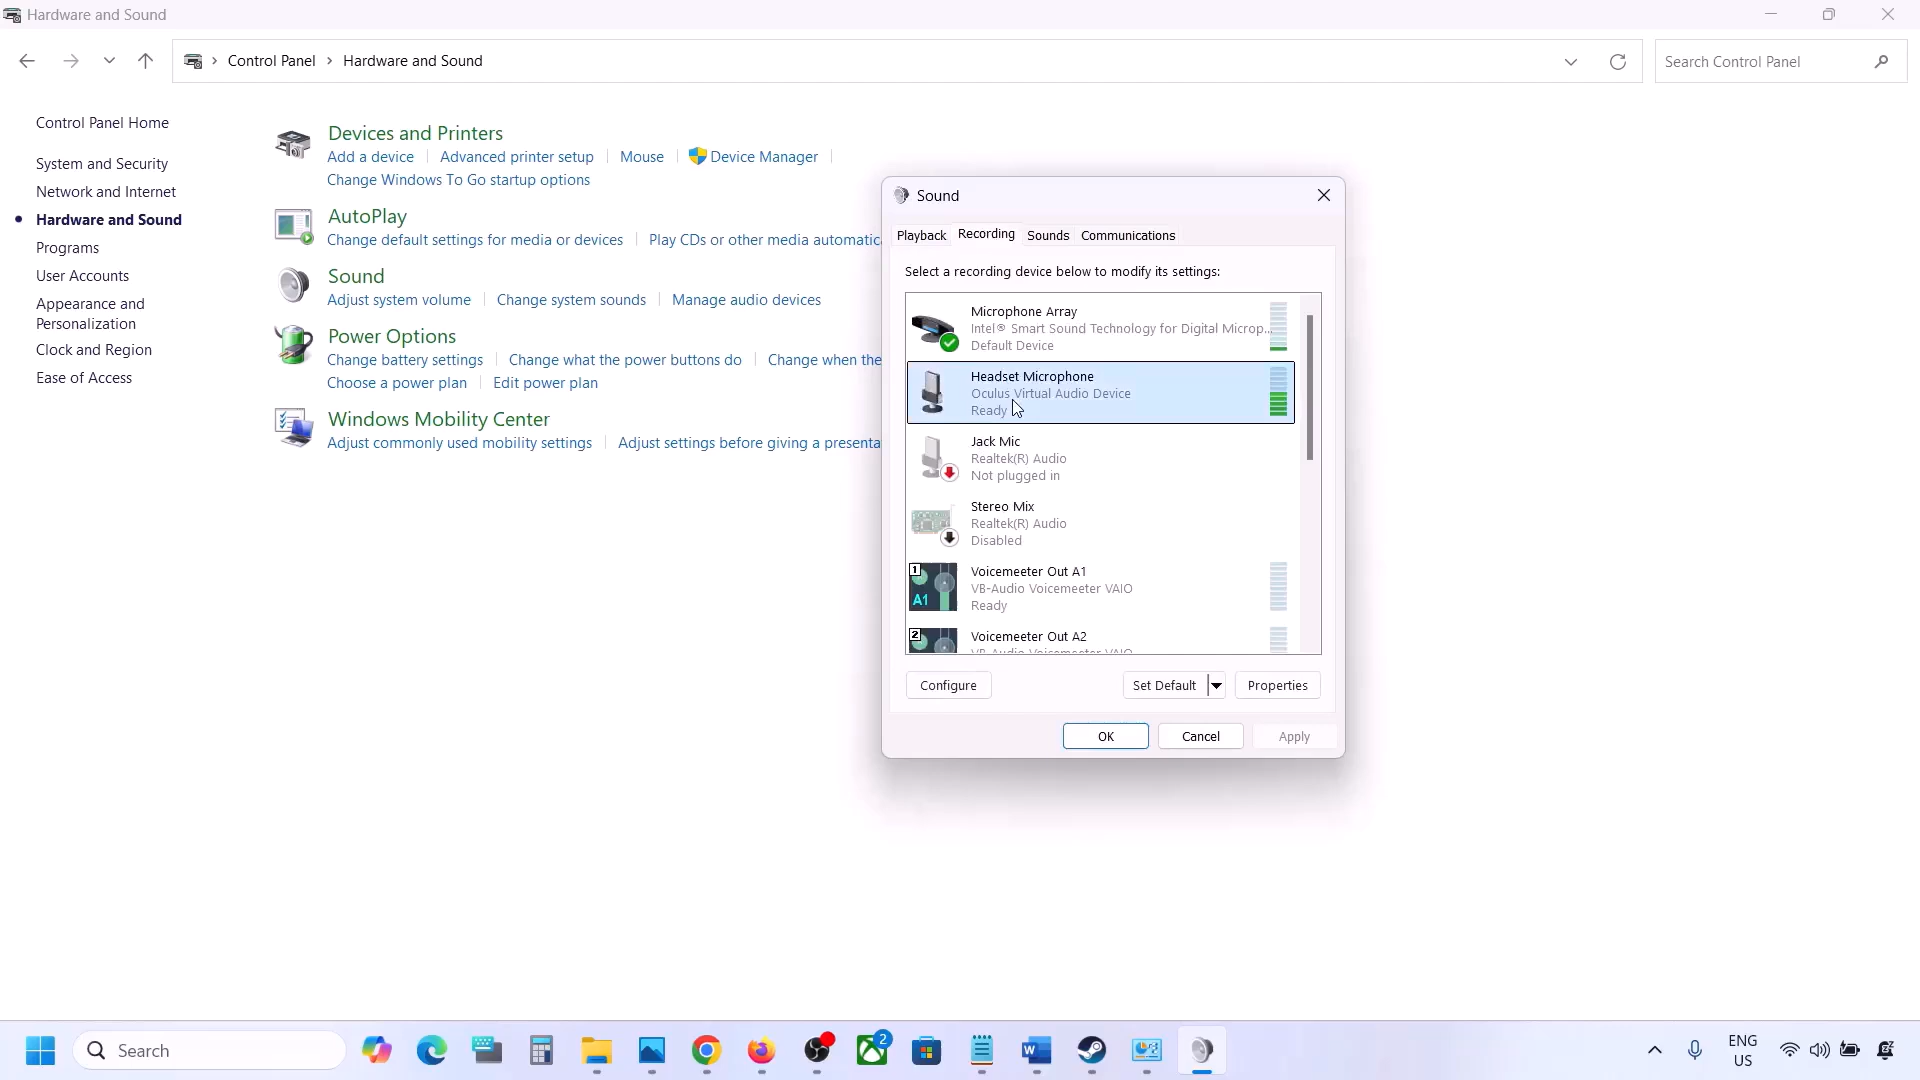 Hardware and Sound
Control Panel > Hardware and Sound
Search Control Panel
Control Panel Home
System and Security
Network and Internet
Hardware and Sound
Programs
User Accounts
Appearance and
Personalization
Clock and Region
Ease of Access
Devices and Printers
Add a device
Advanced printer setup
Mouse
Device Manager
Change Windows To Go startup options
AutoPlay
Change default settings for media or devices
Play CDs or other media automatica
Sound
Adjust system volume
Change system sounds
Manage audio devices
Power Options
Change battery settings
Change what the power buttons do
Change when the
Choose a power plan
Edit power plan
Windows Mobility Center
Adjust commonly used mobility settings
Adjust settings before giving a presenta
Sound
Playback
Recording
Sounds
Communications
Select a recording device below to modify its settings:
Microphone Array
Intel® Smart Sound Technology for Digital Microp...
Default Device
Headset Microphone
Oculus Virtual Audio Device
Ready
Jack Mic
Realtek(R) Audio
Not plugged in
Stereo Mix
Realtek(R) Audio
Disabled
1
A1
Voicemeeter Out A1
VB-Audio Voicemeeter VAIO
Ready
2
Voicemeeter Out A2
VB-Audio Voicemeeter VAIO
Configure
Set Default
Properties
OK
Cancel
Apply
Search
2
ENG
US